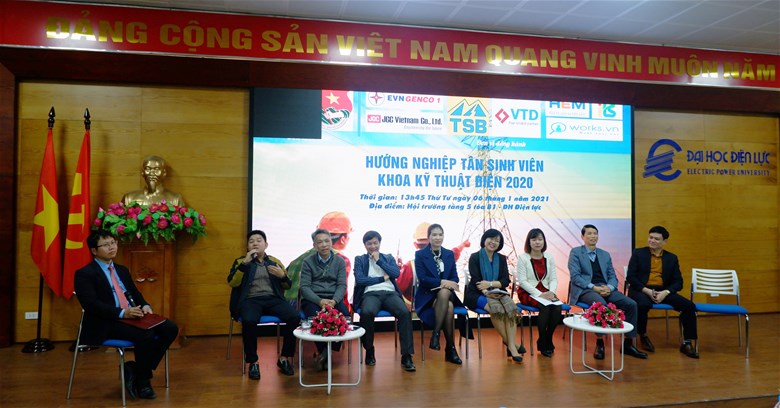 ĐẢNG CỘNG SẢN VIỆT NAM QUANG VINH MUÔN NĂM
EVNGENCO 1
JGC JGC Vietnam Co., Ltd.
TSB
VTD
works.vn
ĐẠI HỌC ĐIỆN LỰC
ELECTRIC POWER UNIVERSITY
HƯỚNG NGHIỆP TÂN SINH VIÊN
KHOA KỸ THUẬT ĐIỆN 2020
Thời gian: 13h45 Thứ Tư ngày 06 tháng 1 năm 2021
Địa điểm: Hội trường tầng 5 tòa B1 - ĐH Điện lực